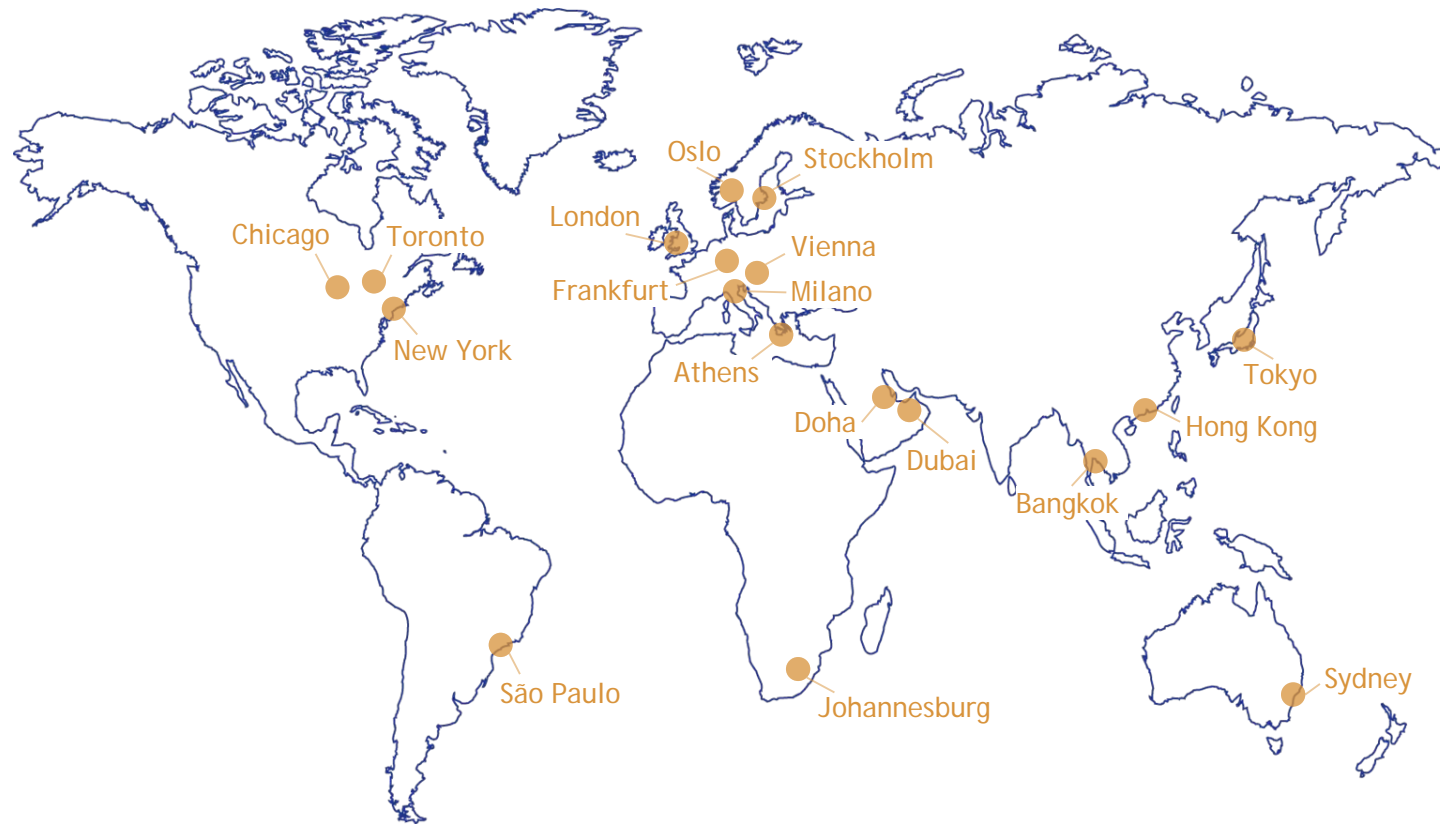 Oslo
Stockholm
London
Chicago
Toronto
Vienna
Frankfurt
Milano
New York
Athens
Tokyo
Doha
Hong Kong
Dubai
Bangkok
São Paulo
Sydney
Johannesburg